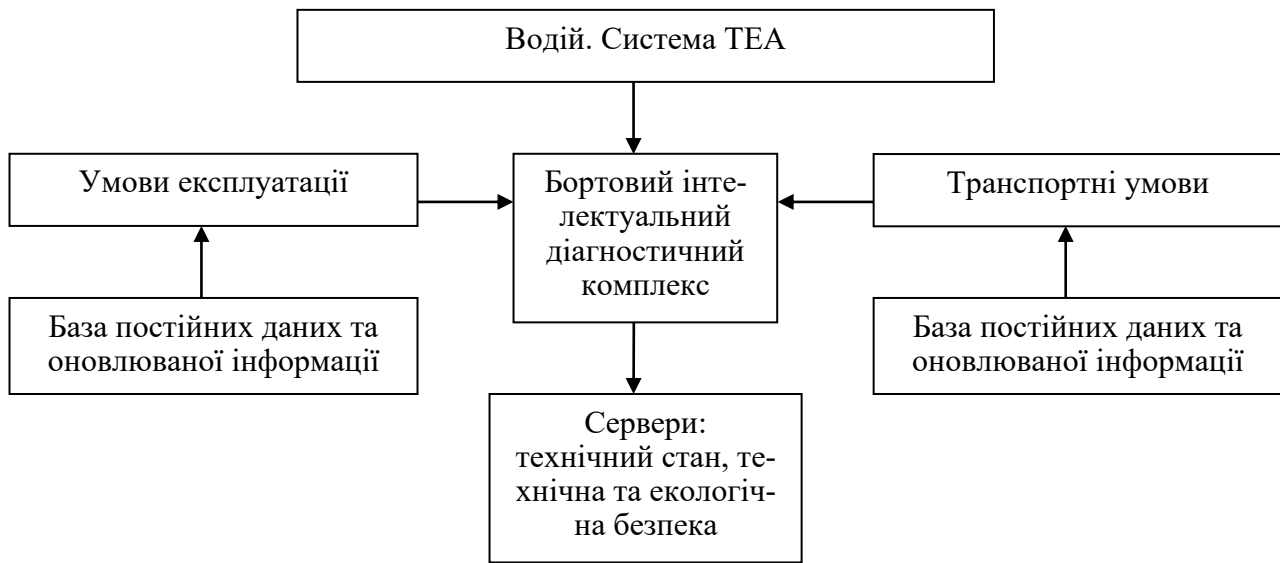 Водій. Система ТЕА
Умови експлуатації
Бортовий інте-
лектуальний
діагностичний
комплекс
Транспортні умови
База постійних даних та
оновлюваної інформації
База постійних даних та
оновлюваної інформації
Сервери:
технічний стан, те-
хнічна та екологіч-
на безпека